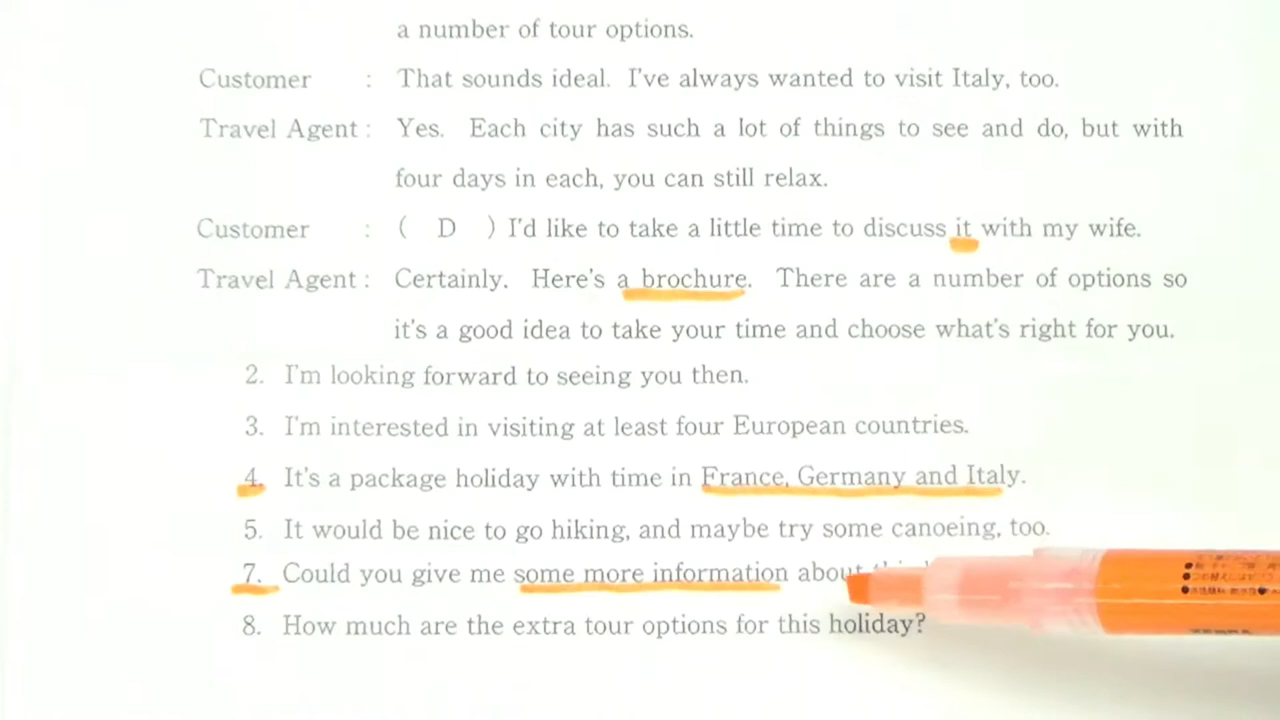 a number of tour options.
Customer : That sounds ideal. I've always wanted to visit Italy, too.
Travel Agent : Yes. Each city has such a lot of things to see and do, but with
four days in each, you can still relax.
Customer : ( D ) I'd like to take a little time to discuss it with my wife.
Travel Agent : Certainly. Here's a brochure. There are a number of options so
it's a good idea to take your time and choose what's right for you.
2. I'm looking forward to seeing you then.
3. I'm interested in visiting at least four European countries.
4. It's a package holiday with time in France, Germany and Italy.
5. It would be nice to go hiking, and maybe try some canoeing, too.
7. Could you give me some more information about
8. How much are the extra tour options for this holiday?